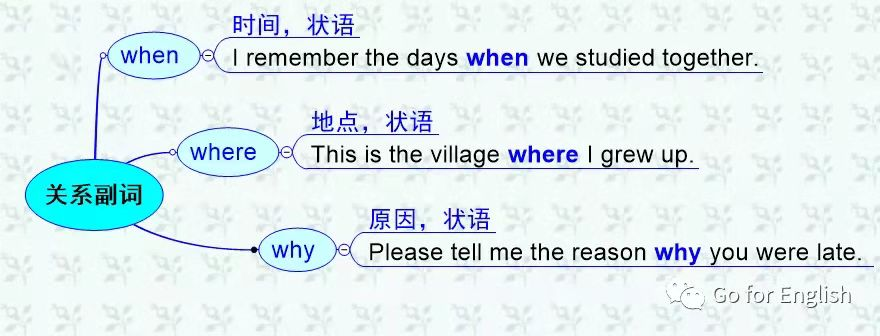 when
时间，状语
I remember the days when we studied together.
where
地点，状语
This is the village where I grew up.
关系副词
why
原因，状语
Please tell me the reason why you were late.
Go for English